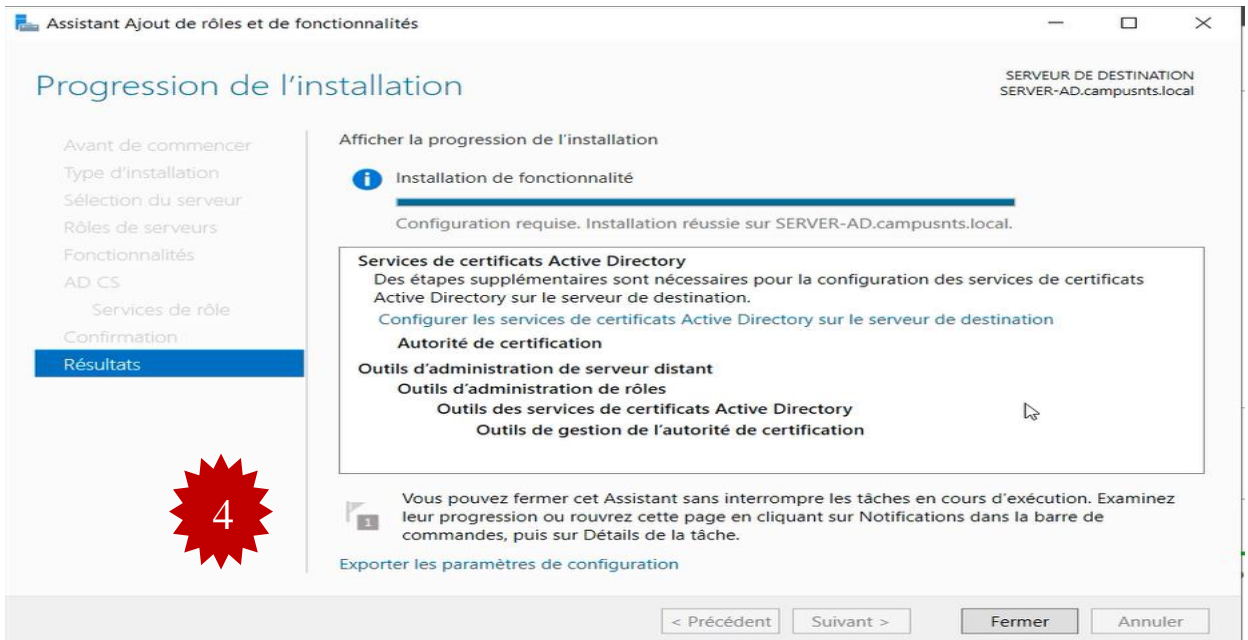 Assistant Ajout de rôles et de fonctionnalités
Progression de l'installation
SERVEUR DE DESTINATION
SERVER-AD.campusnts.local
Avant de commencer
Type d'installation
Sélection du serveur
Rôles de serveurs
Fonctionnalités
AD CS
Services de rôle
Confirmation
Résultats
Afficher la progression de l'installation
Installation de fonctionnalité
Configuration requise. Installation réussie sur SERVER-AD.campusnts.local.
Services de certificats Active Directory
Des étapes supplémentaires sont nécessaires pour la configuration des services de certificats
Active Directory sur le serveur de destination.
Configurer les services de certificats Active Directory sur le serveur de destination
Autorité de certification
Outils d'administration de serveur distant
Outils d'administration de rôles
Outils des services de certificats Active Directory
Outils de gestion de l'autorité de certification
4
1
Vous pouvez fermer cet Assistant sans interrompre les tâches en cours d'exécution. Examinez
leur progression ou rouvrez cette page en cliquant sur Notifications dans la barre de
commandes, puis sur Détails de la tâche.
Exporter les paramètres de configuration
< Précédent
Suivant >
Fermer
Annuler